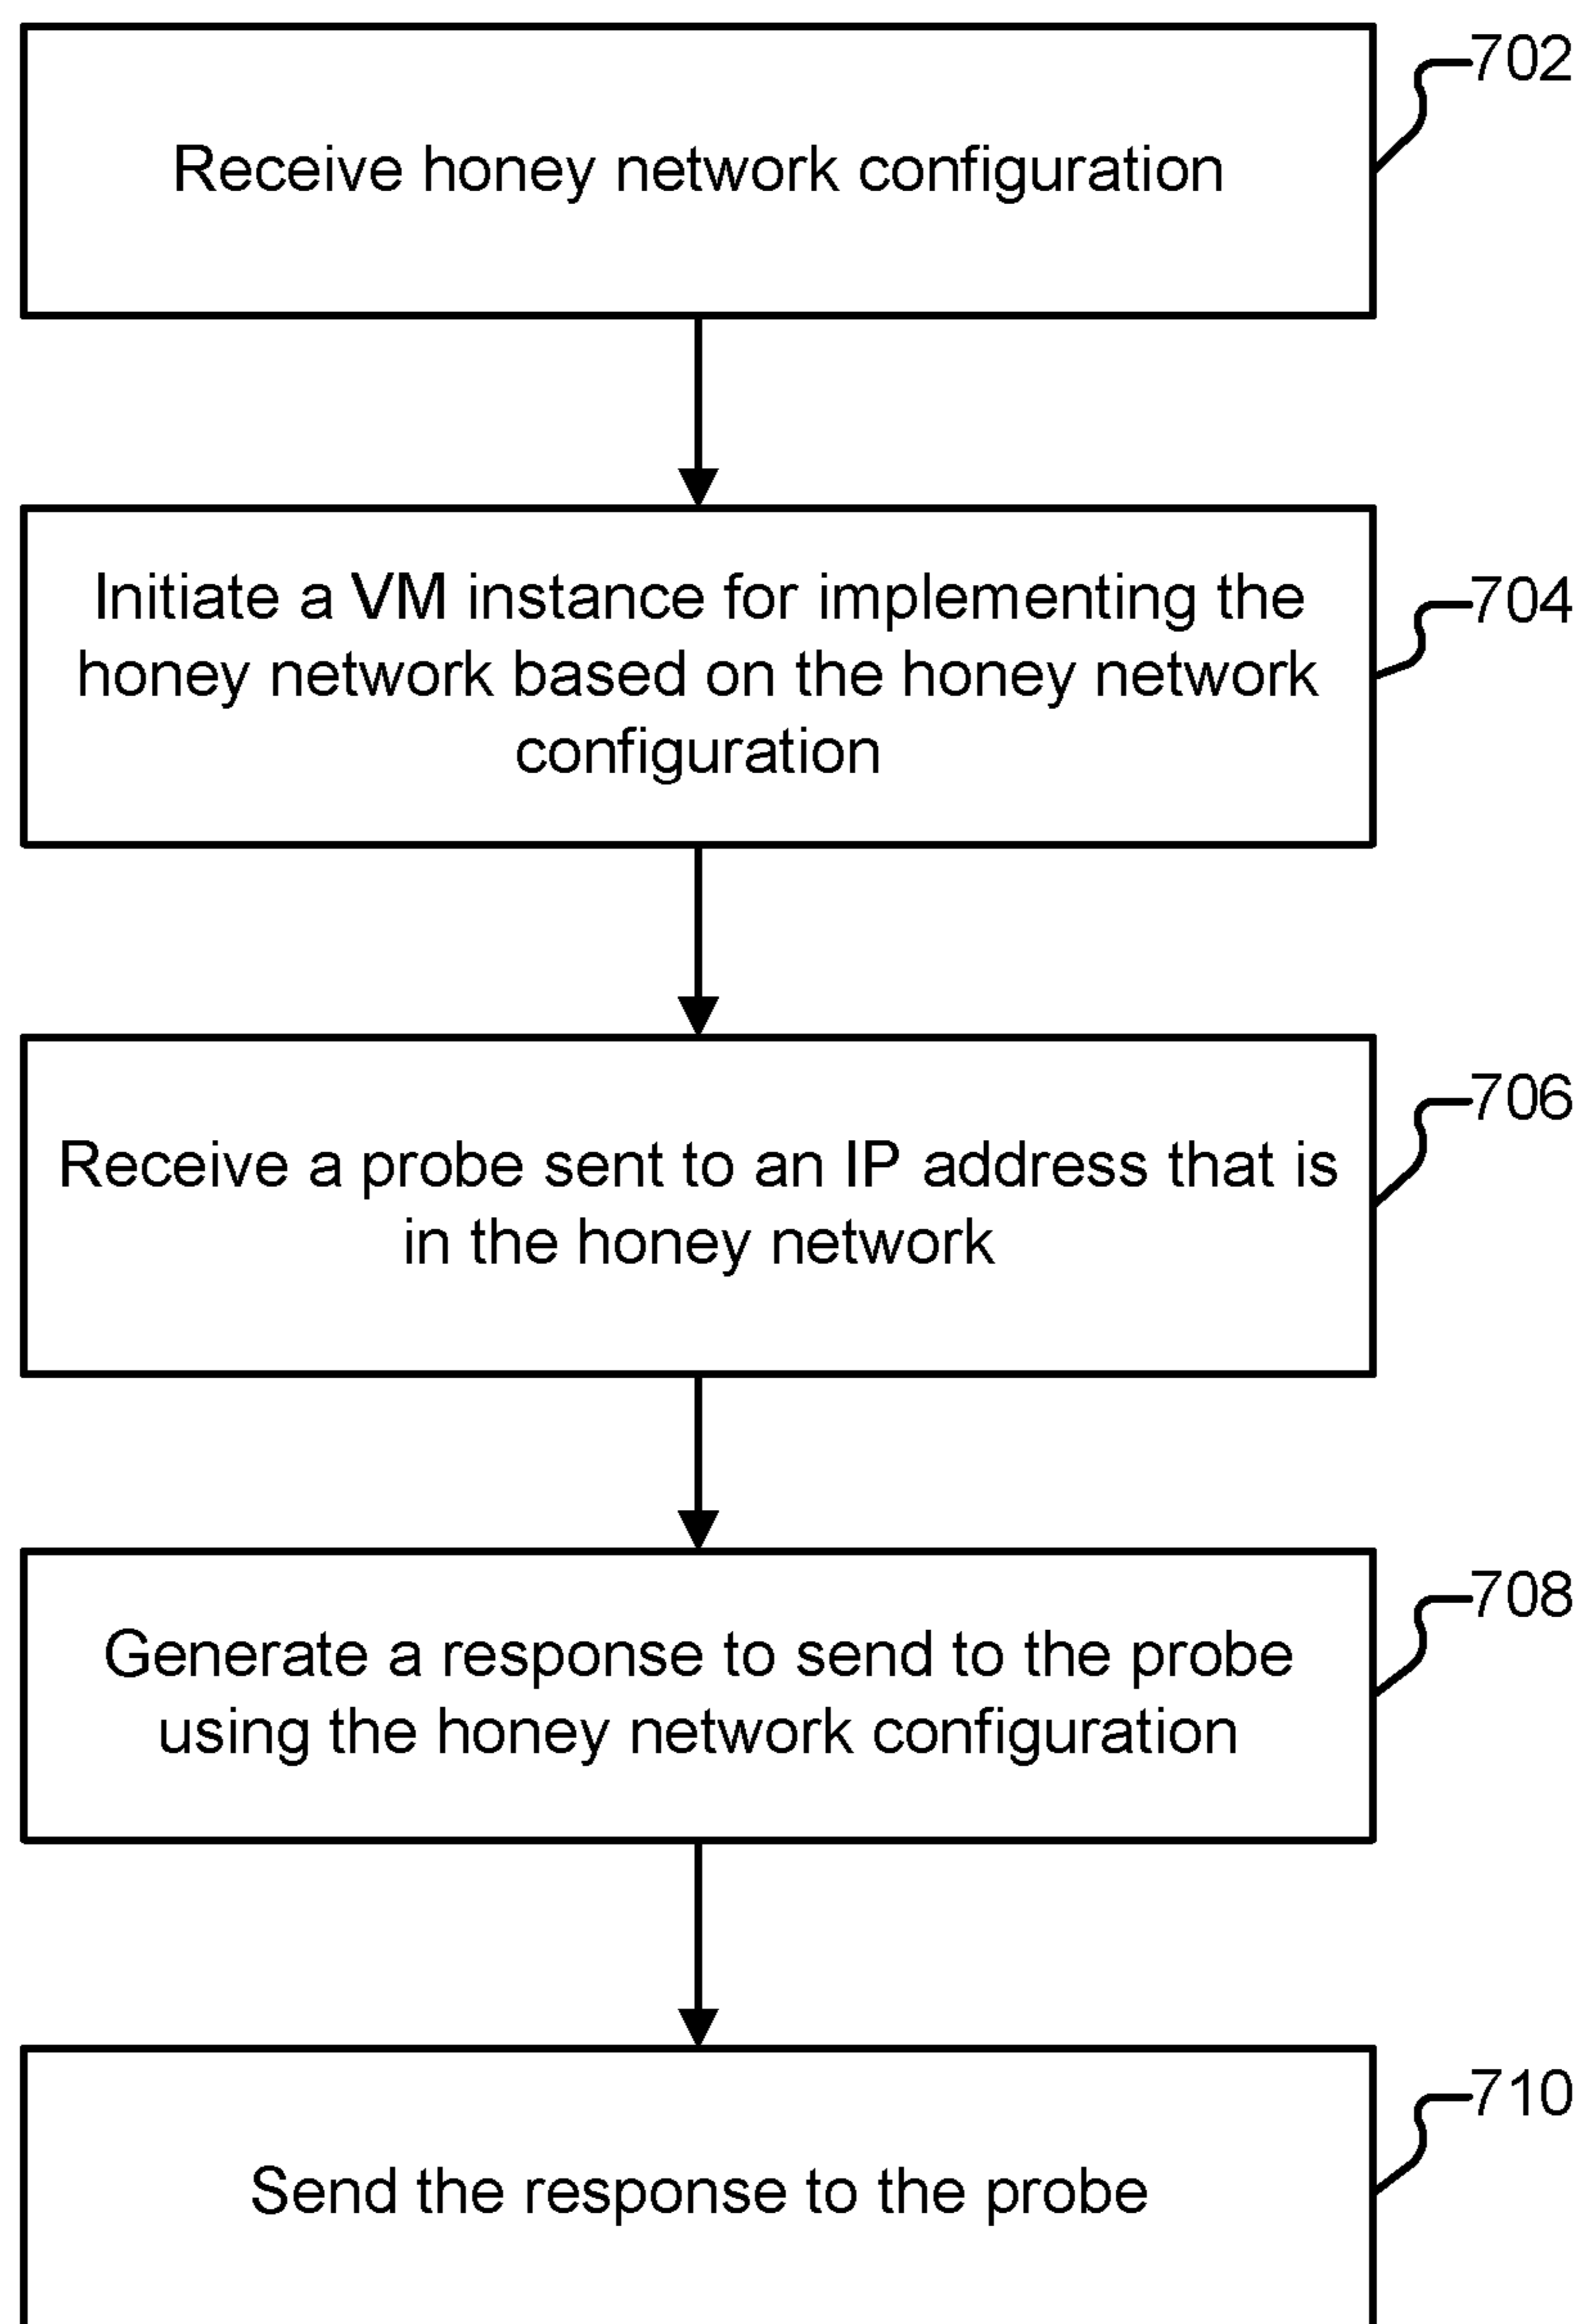 702
Receive honey network configuration
704
Initiate a VM instance for implementing the
honey network based on the honey network
configuration
706
Receive a probe sent to an IP address that is
in the honey network
708
Generate a response to send to the probe
using the honey network configuration
710
Send the response to the probe